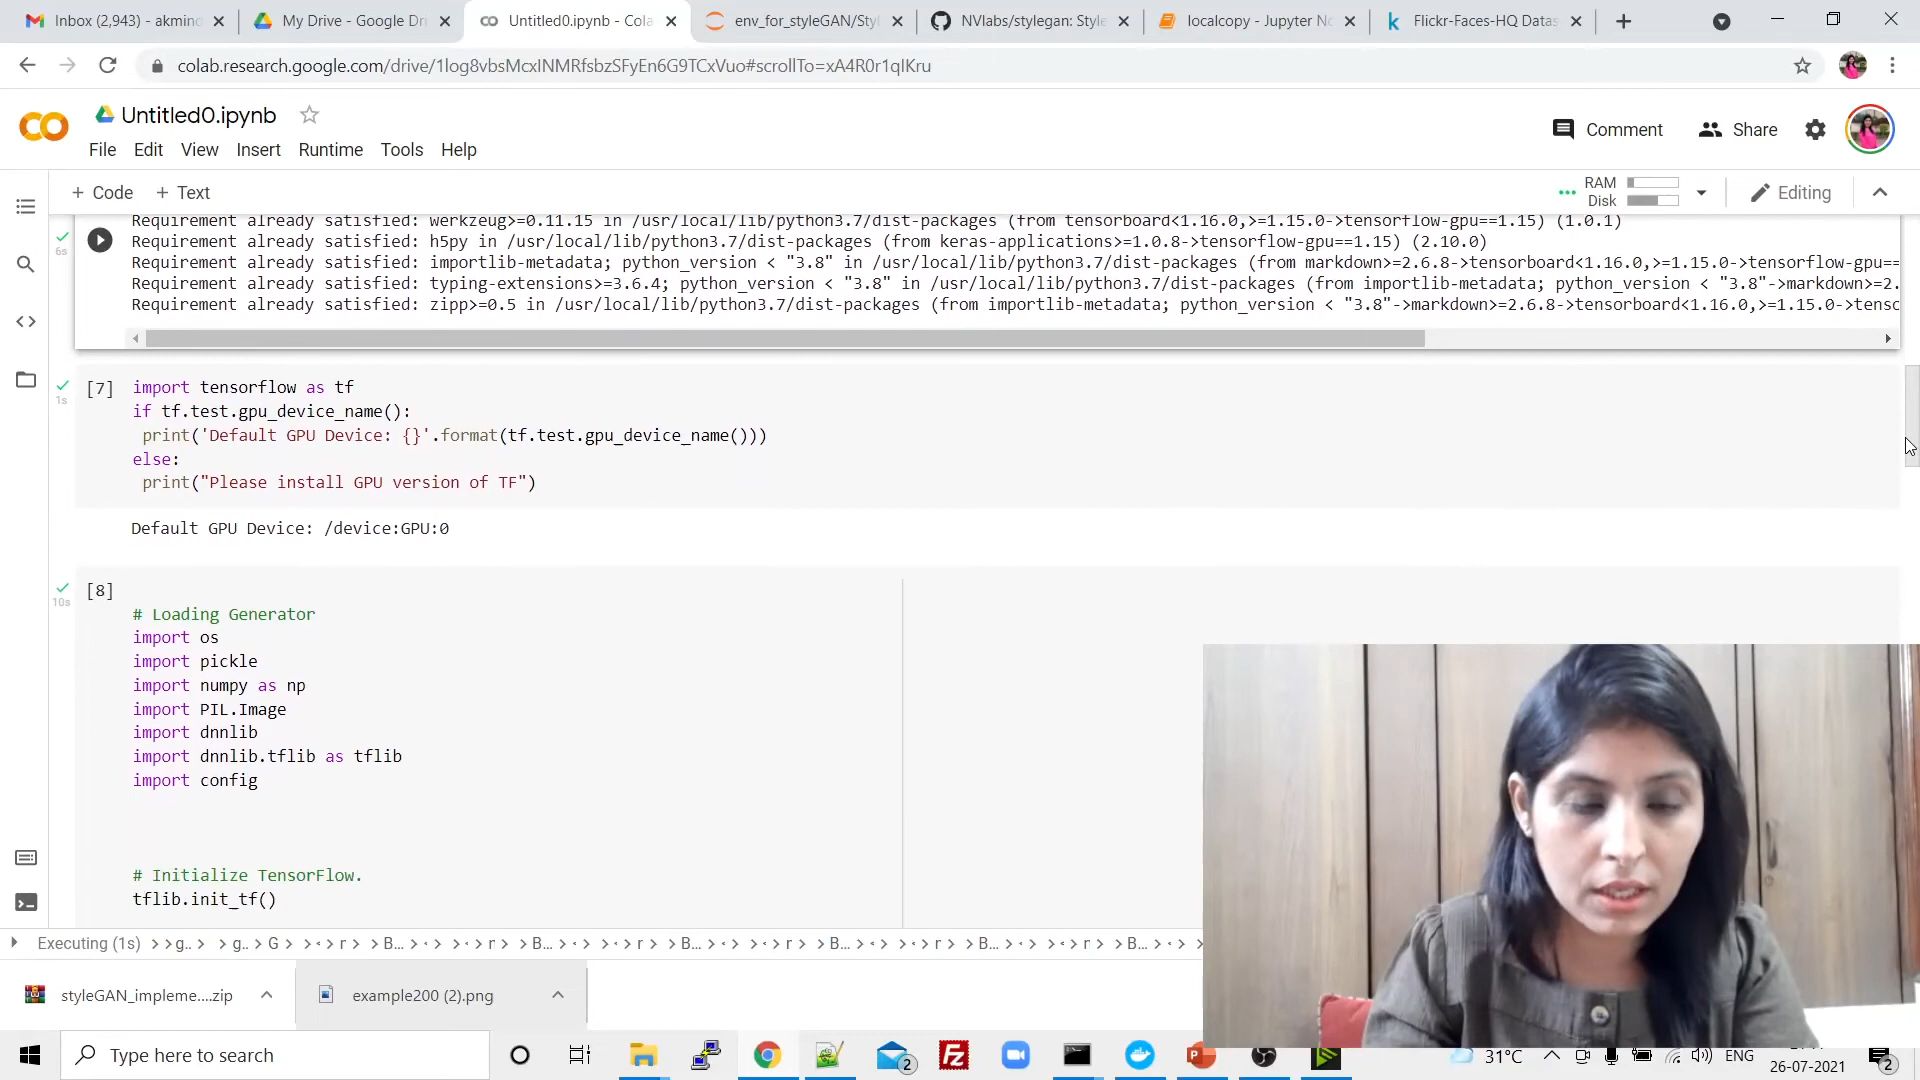 Inbox (2,943) - akmind
My Drive - Google Dri
Untitled0.ipynb - Cola
env_for_styleGAN/Sty
NVlabs/stylegan: Style
localcopy - Jupyter No
Flickr-Faces-HQ Datas
colab.research.google.com/drive/1log8vbsMcxINMRfsbzSFyEn6G9TCxVuo#scrollTo=xA4R0r1qIKru
Untitled0.ipynb
Comment
Share
File Edit View Insert Runtime Tools Help
+ Code + Text
RAM
Disk
Editing
Requirement already satisfied: werkzeug>=0.11.15 in /usr/local/lib/python3.7/dist-packages (from tensorboard<1.16.0,>=1.15.0->tensorflow-gpu==1.15) (1.0.1)
Requirement already satisfied: h5py in /usr/local/lib/python3.7/dist-packages (from keras-applications>=1.0.8->tensorflow-gpu==1.15) (2.10.0)
Requirement already satisfied: importlib-metadata; python_version < "3.8" in /usr/local/lib/python3.7/dist-packages (from markdown>=2.6.8->tensorboard<1.16.0,>=1.15.0->tensorflow-gpu==
Requirement already satisfied: typing-extensions>=3.6.4; python_version < "3.8" in /usr/local/lib/python3.7/dist-packages (from importlib-metadata; python_version < "3.8"->markdown>=2.
Requirement already satisfied: zipp>=0.5 in /usr/local/lib/python3.7/dist-packages (from importlib-metadata; python_version < "3.8"->markdown>=2.6.8->tensorboard<1.16.0,>=1.15.0->tensc
6s
[7] import tensorflow as tf
1s
if tf.test.gpu_device_name():
print('Default GPU Device: {}'.format(tf.test.gpu_device_name()))
else:
print("Please install GPU version of TF")
Default GPU Device: /device:GPU:0
[8]
10s
# Loading Generator
import os
import pickle
import numpy as np
import PIL.Image
import dnnlib
import dnnlib.tflib as tflib
import config
# Initialize TensorFlow.
tflib.init_tf()
Executing (1s) > > g.. > g.. > G > < > r > B... > < > < > r > B... > < > < > r > B... > < > < > r > B... > < > < > r > B... > < > < > r > B... > < >
styleGAN_impleme....zip
example200 (2).png
Type here to search
2
31°C
ENG
26-07-2021
2